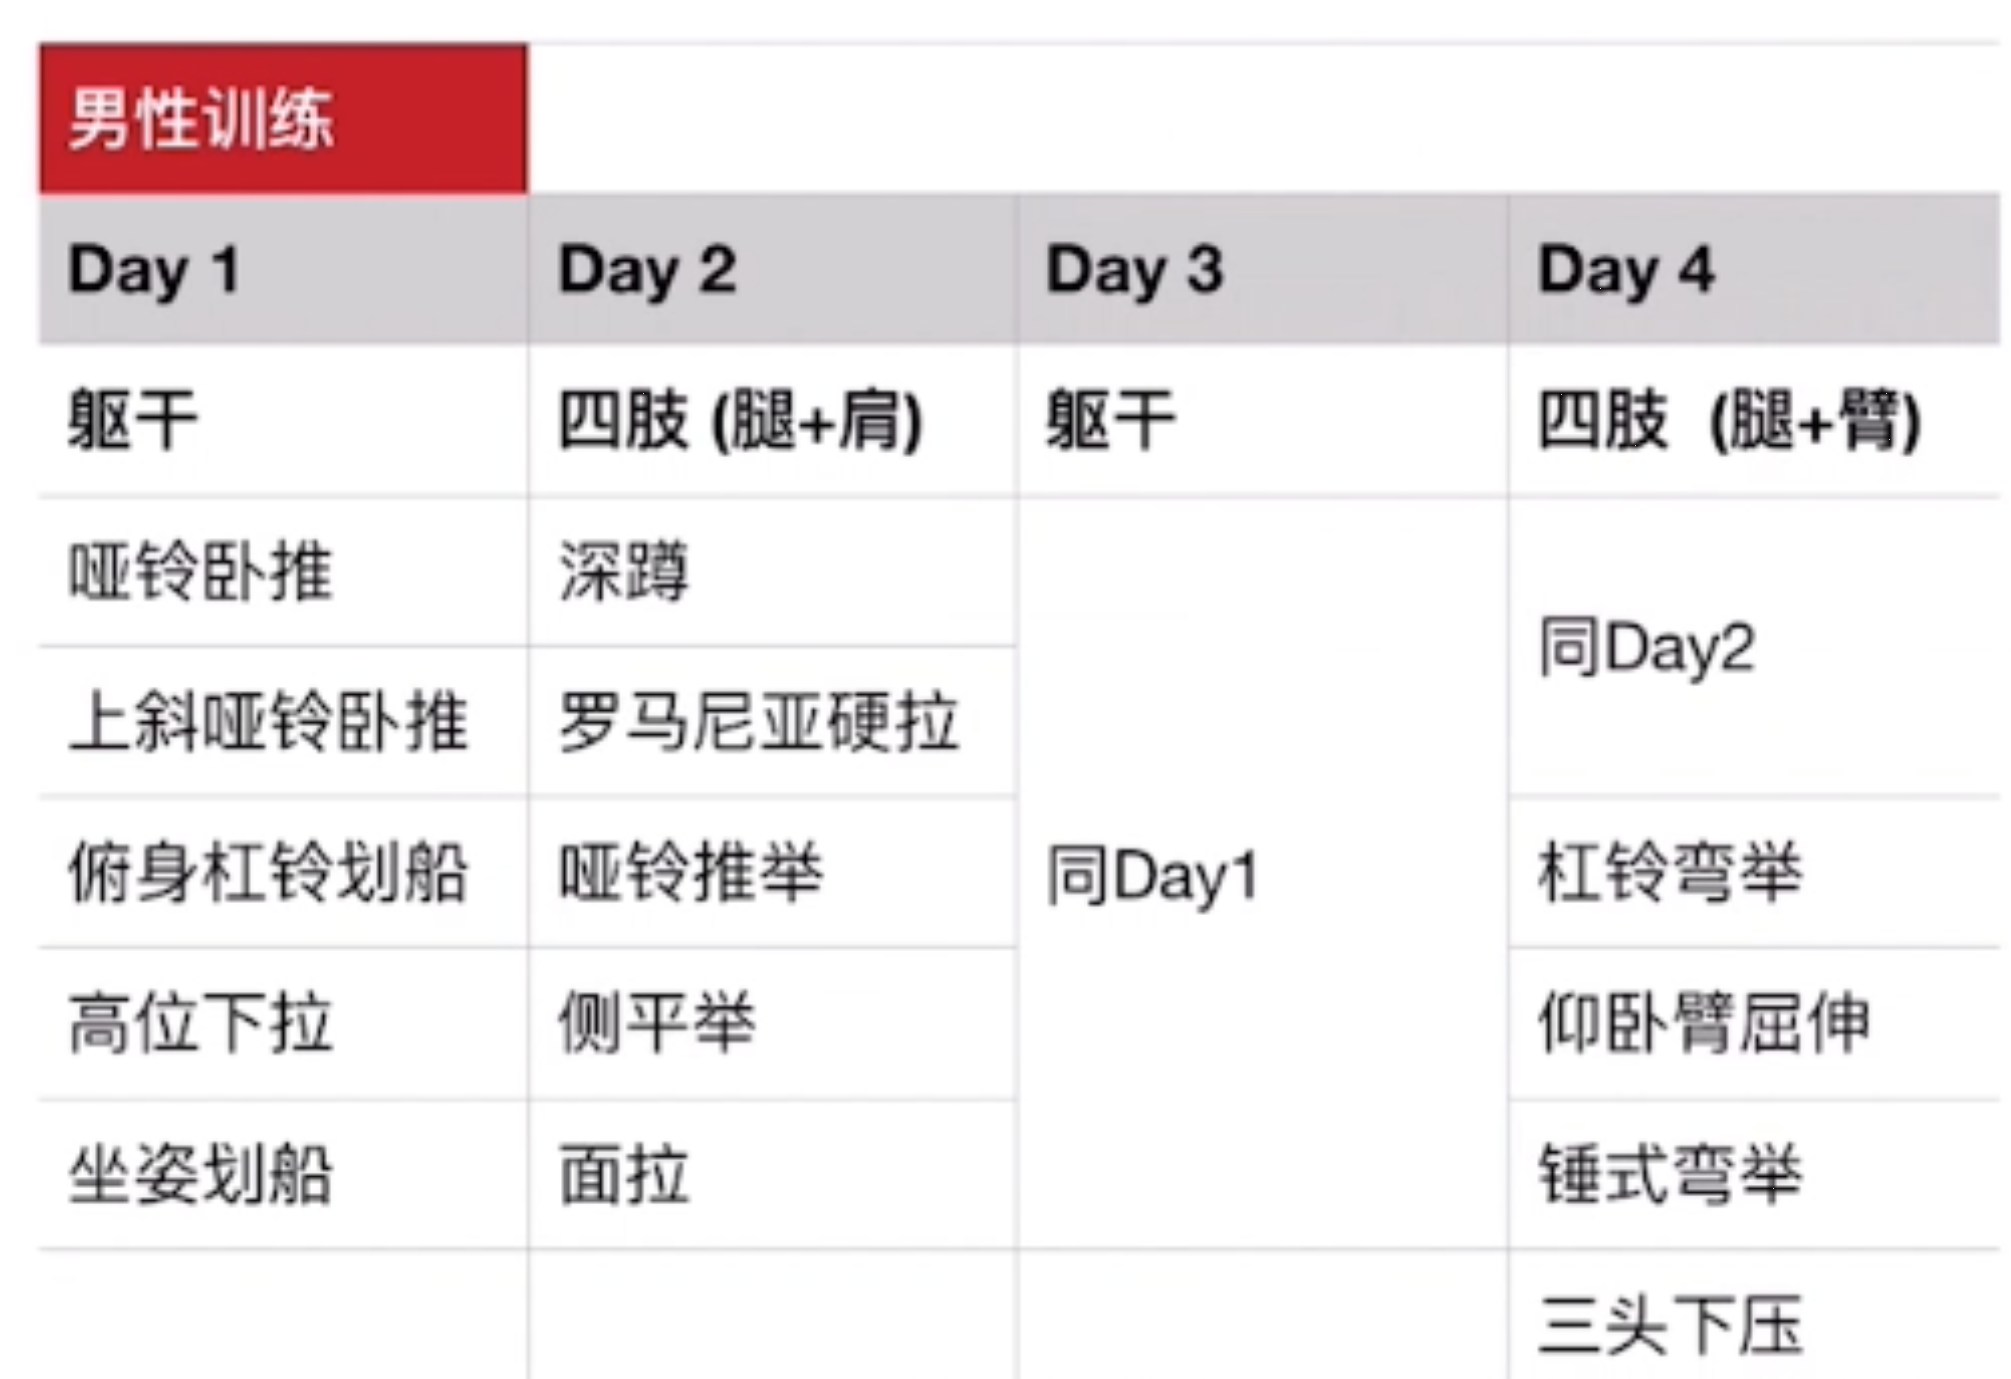 男性训练
Day 1 Day 2 Day 3 Day 4
躯干 四肢 (腿+肩) 躯干 四肢 (腿+臂)
哑铃卧推 深蹲
同Day2
上斜哑铃卧推 罗马尼亚硬拉
俯身杠铃划船 哑铃推举 同Day1 杠铃弯举
高位下拉 侧平举 仰卧臂屈伸
坐姿划船 面拉 锤式弯举
三头下压